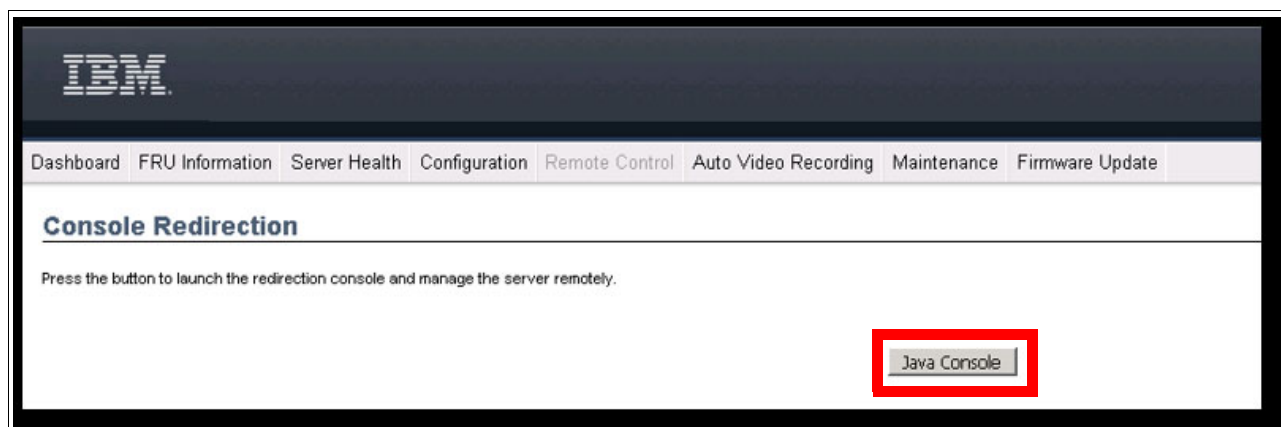 IBM.
Dashboard FRU Information Server Health Configuration Remote Control Auto Video Recording Maintenance Firmware Update
Console Redirection
Press the button to launch the redirection console and manage the server remotely.
Java Console